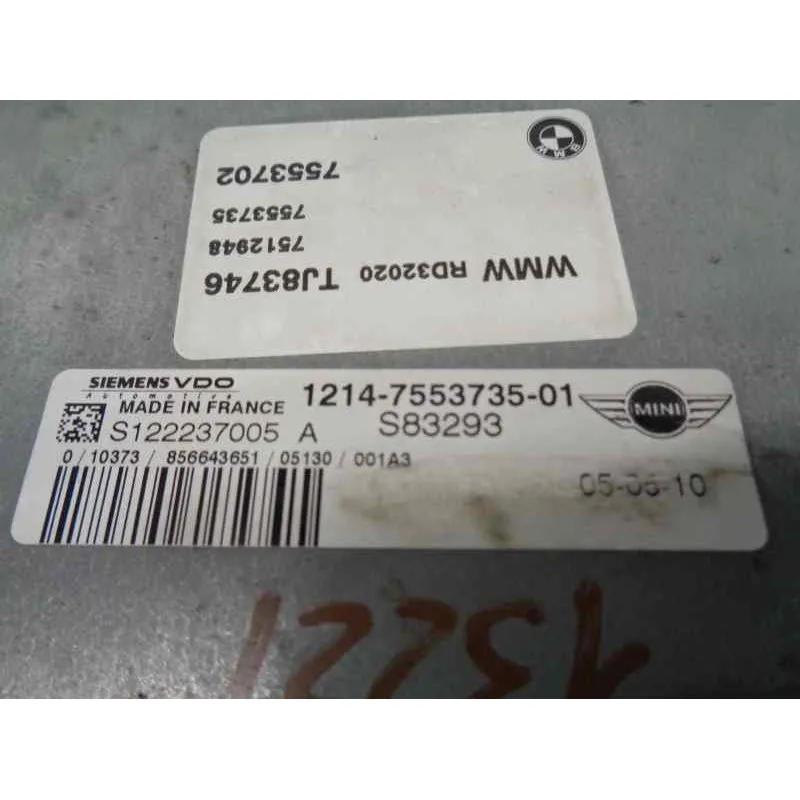 BMW
7553702
7553735
7512948
WMW RD32020 TJ83746
SIEMENS VDO
Automotive
MADE IN FRANCE
1214-7553735-01
MINI
S122237005 A
S83293
0/10373/856643651/05130/001A3
05-06-10
13221